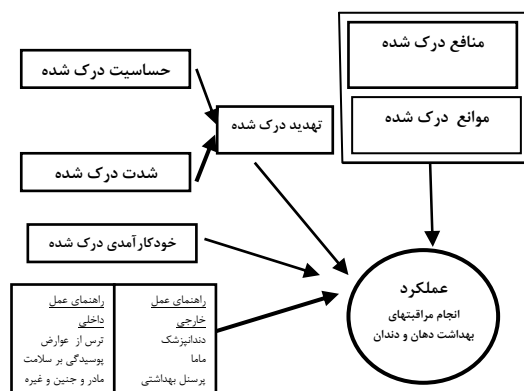 منافع درک شده
حساسیت درک شده
موانع درک شده
تهدید درک شده
شدت درک شده
خودکارآمدی درک شده
عملکرد
انجام مراقبتهای
بهداشت دهان و دندان
راهنمای عمل
خارجی
دندانپزشک
ماما
پرسنل بهداشتی
راهنمای عمل
داخلی
ترس از عوارض
پوسیدگی بر سلامت
مادر و جنین و غیره